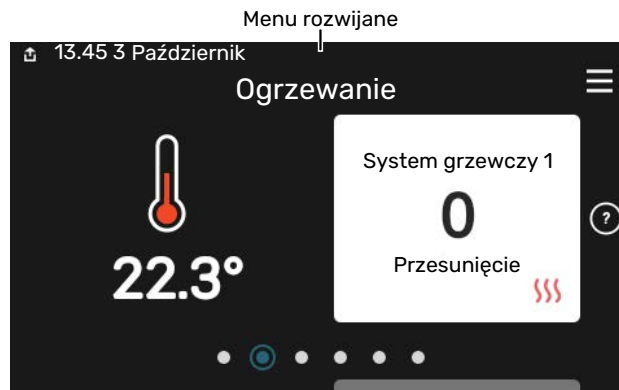 Menu rozwijane
13.45 3 Październik
Ogrzewanie
System grzewczy 1
0
Przesunięcie
22.3°
?